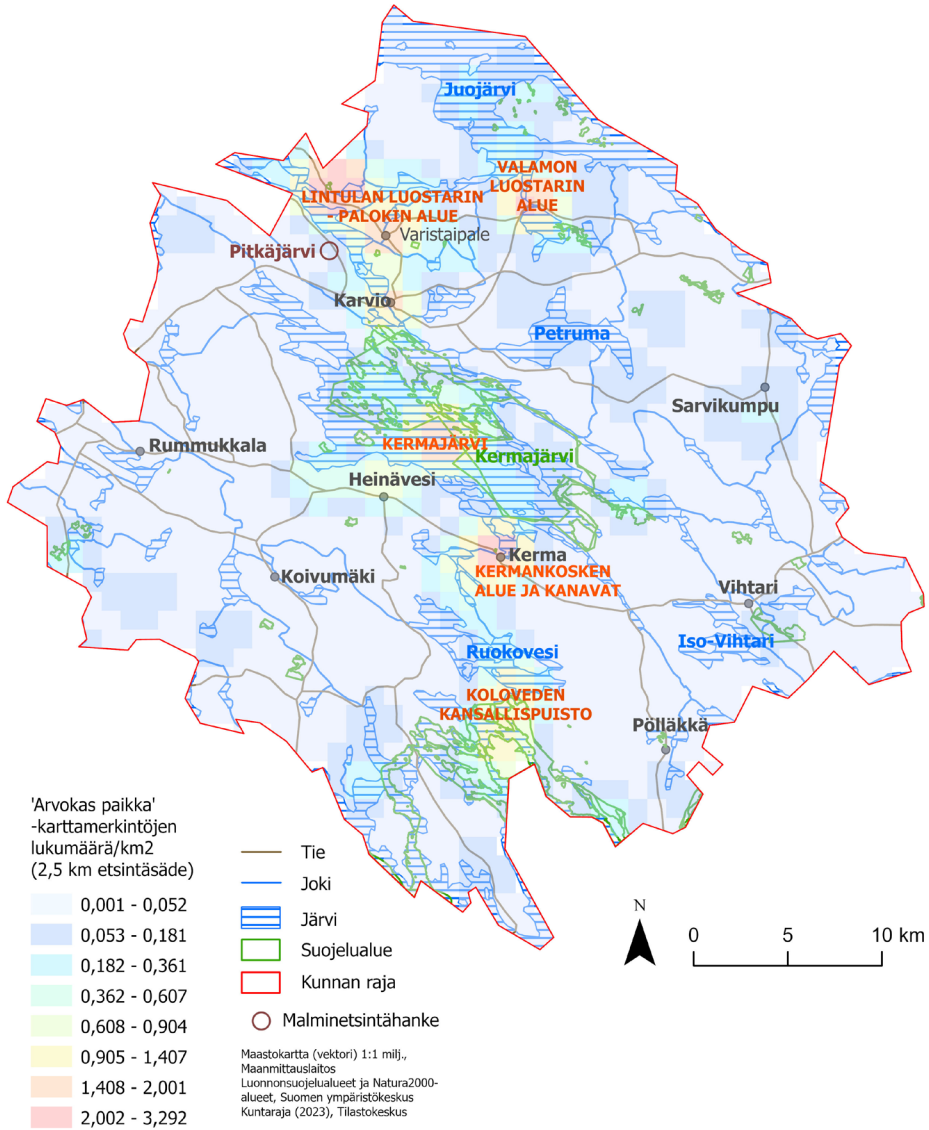 Juojärvi
VALAMON
LUOSTARIN
ALUE
LINTULAN LUOSTARIN
- PALOKIN ALUE
Varistaipale
Pitkäjärvi
Karvio
Petruma
Sarvikumpu
KERMAJÄRVI
Rummukkala
Kermajärvi
Heinävesi
Kerma
KERMANKOSKEN
ALUE JA KANAVAT
Koivumäki
Vihtari
Iso-Vihtari
Ruokovesi
KOLOVEDEN
KANSALLISPUISTO
Pölläkkä
'Arvokas paikka'
-karttamerkintöjen
lukumäärä/km2
(2,5 km etsintäsäde)
0,001 - 0,052
0,053 - 0,181
0,182 - 0,361
0,362 - 0,607
0,608 - 0,904
0,905 - 1,407
1,408 - 2,001
2,002 - 3,292
Tie
Joki
Järvi
Suojelualue
Kunnan raja
Malminetsintähanke
Maastokartta (vektori) 1:1 milj.,
Maanmittauslaitos
Luonnonsuojelualueet ja Natura2000-
alueet, Suomen ympäristökeskus
Kuntaraja (2023), Tilastokeskus
N
0 5 10 km